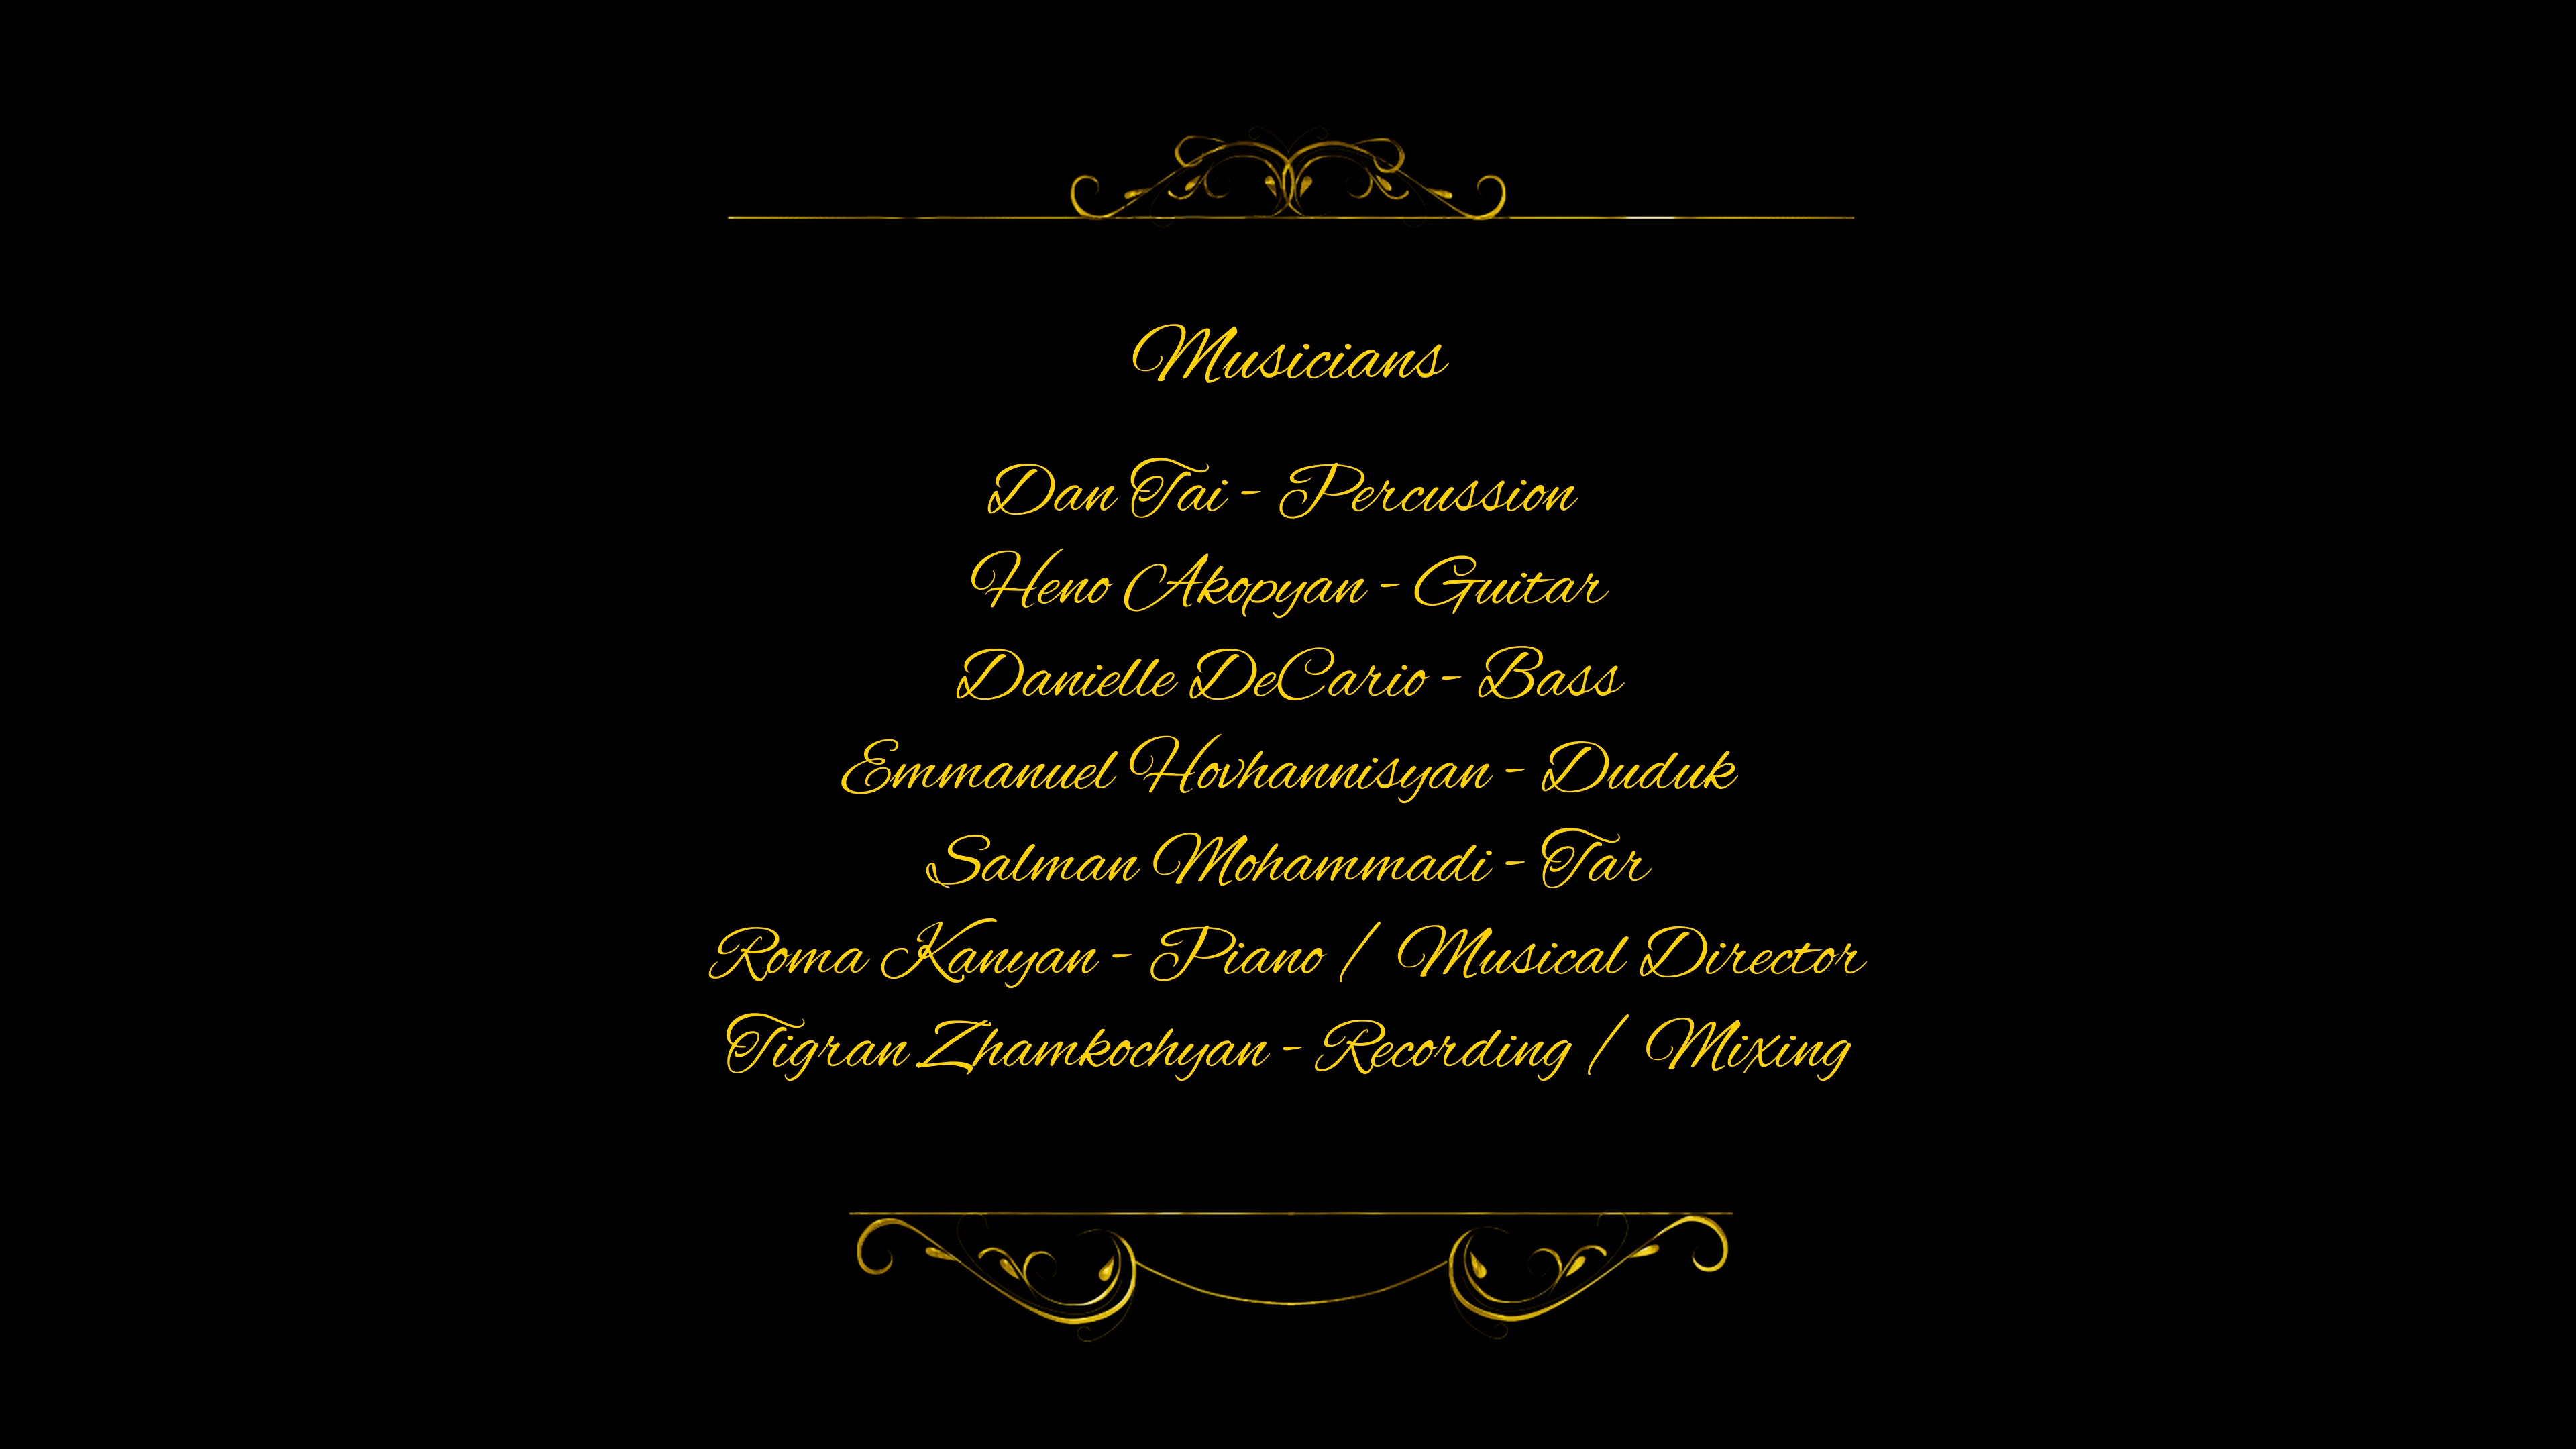 Musicians
Dan Tai - Percussion
Heno Akopyan - Guitar
Danielle DeCario - Bass
Emmanuel Hovhannisyan - Duduk
Salman Mohammadi - Tar
Roma Kanyan - Piano / Musical Director
Tigran Zhamkochyan - Recording / Mixing